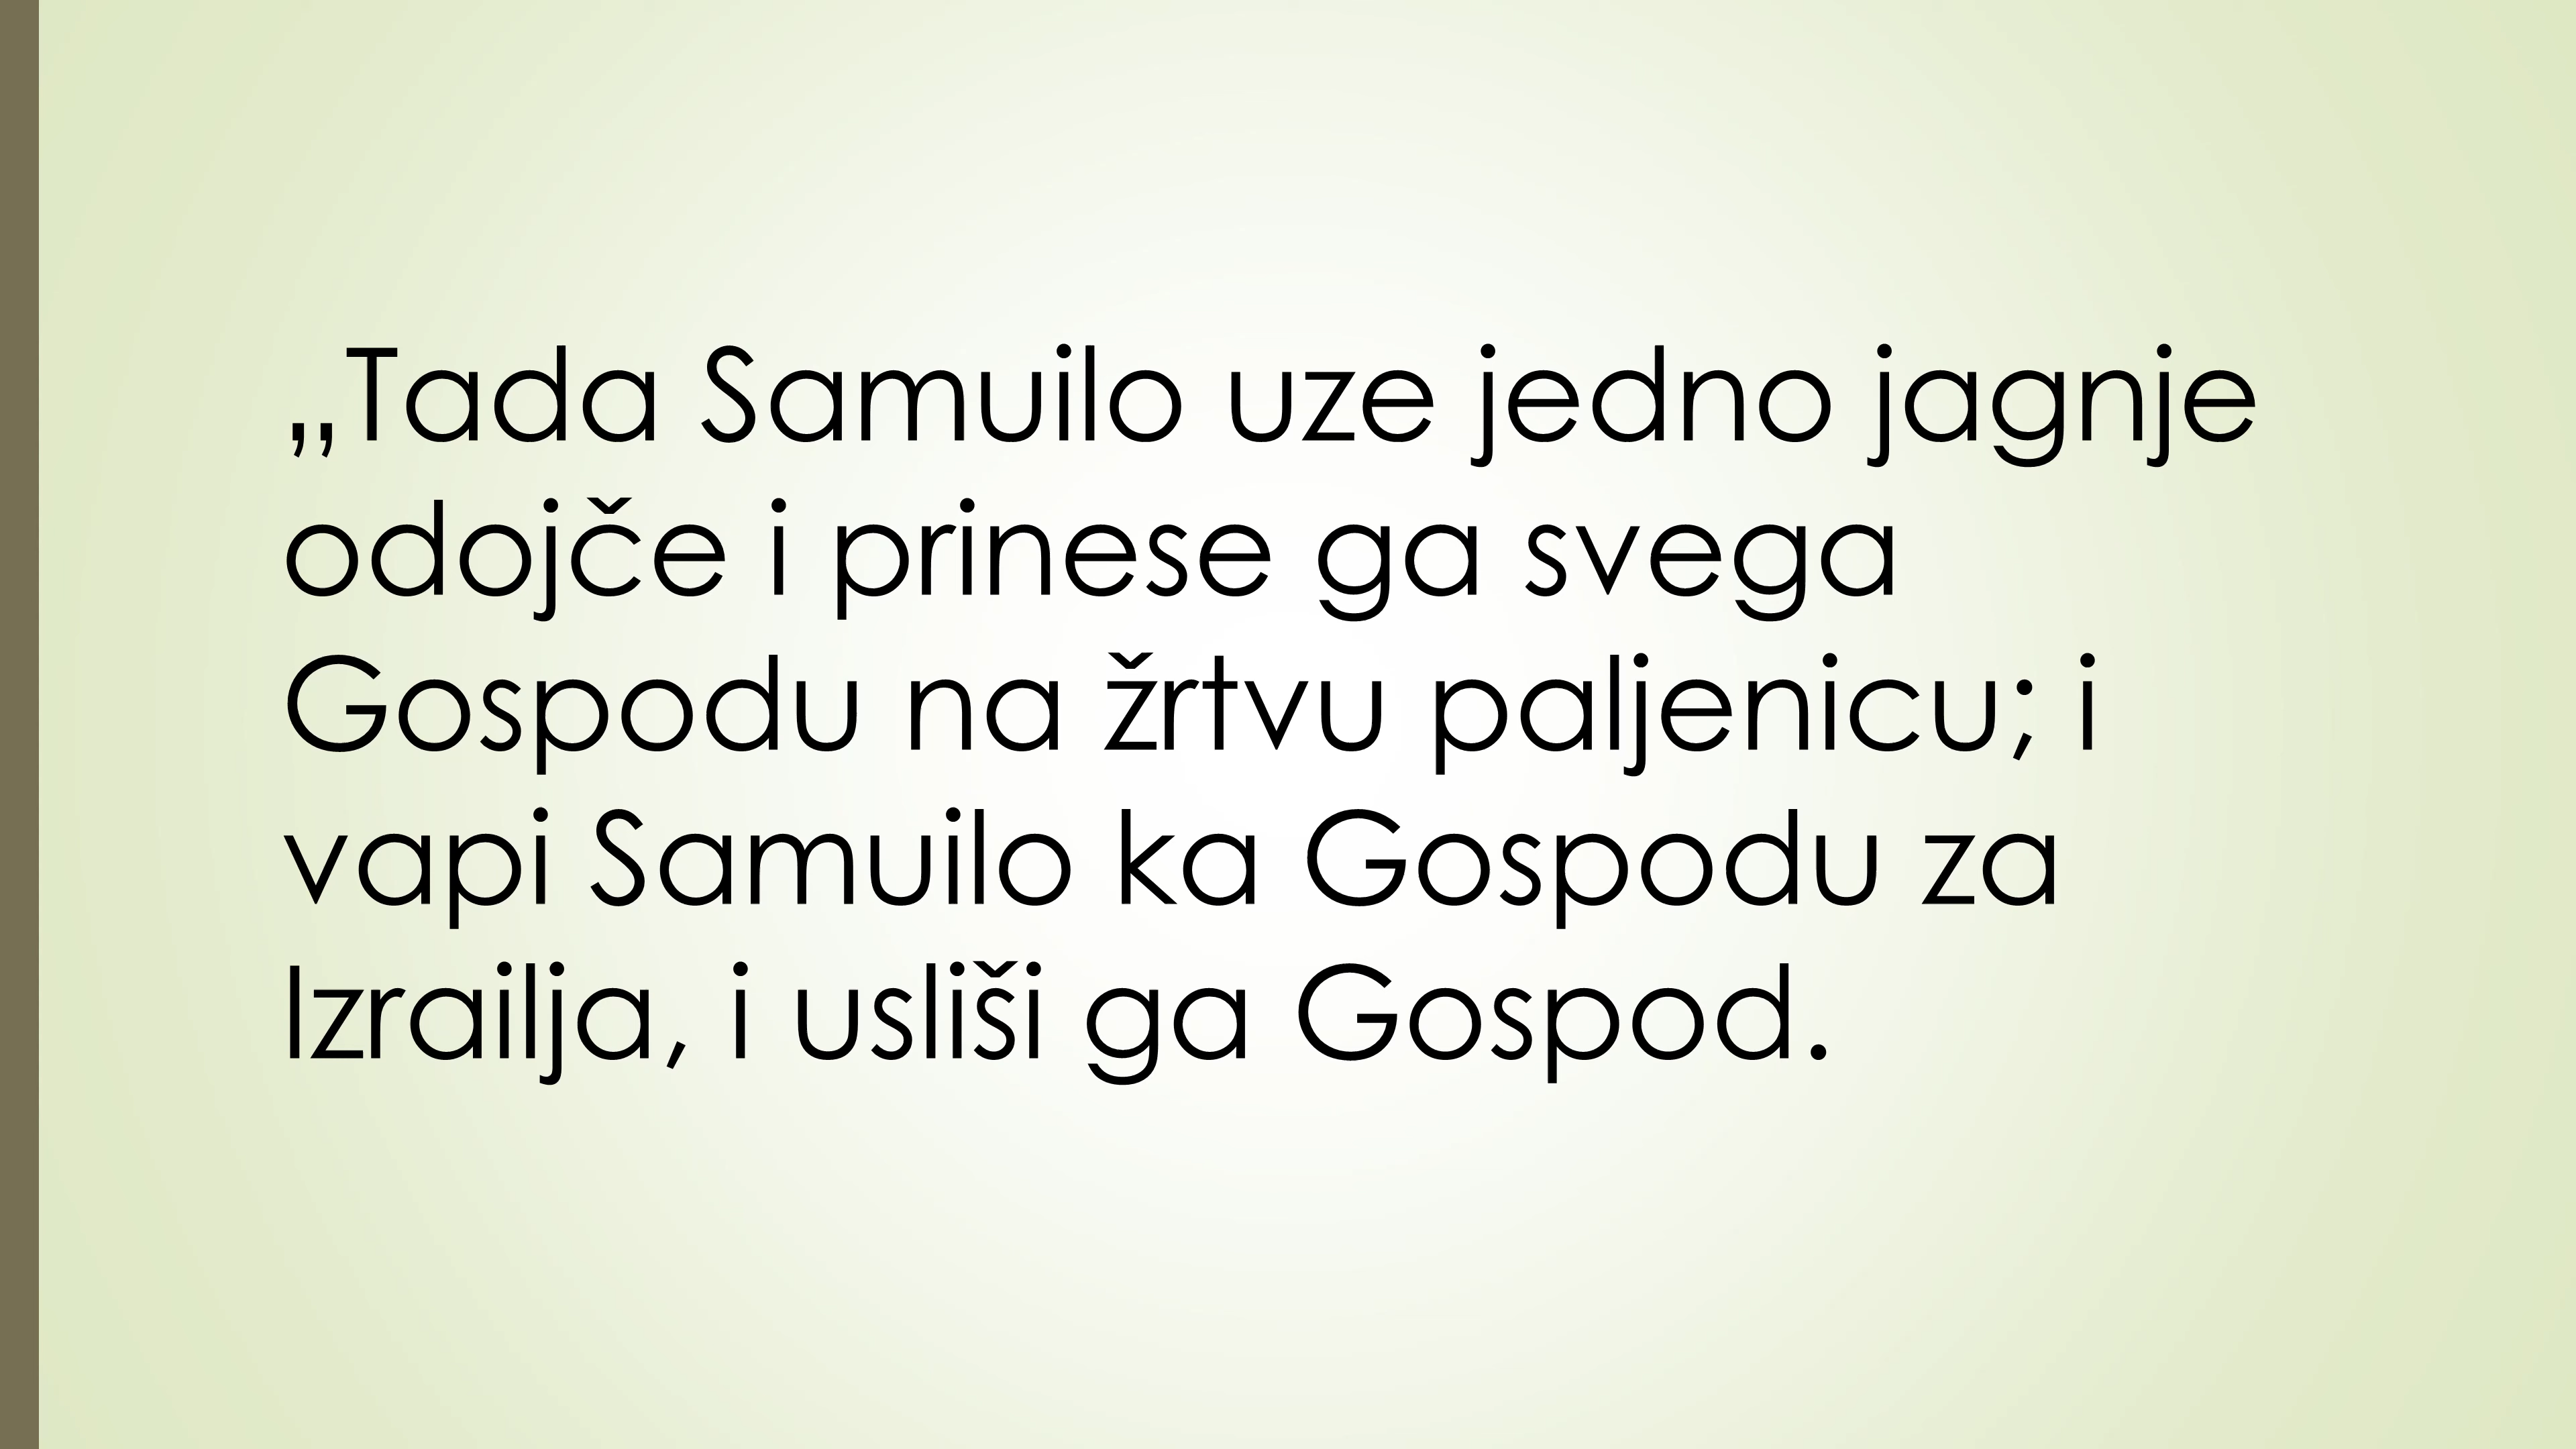 „Tada Samuilo uze jedno jagnje
odojče i prinese ga svega
Gospodu na žrtvu paljenicu; i
vapi Samuilo ka Gospodu za
Izrailja, i usliši ga Gospod.